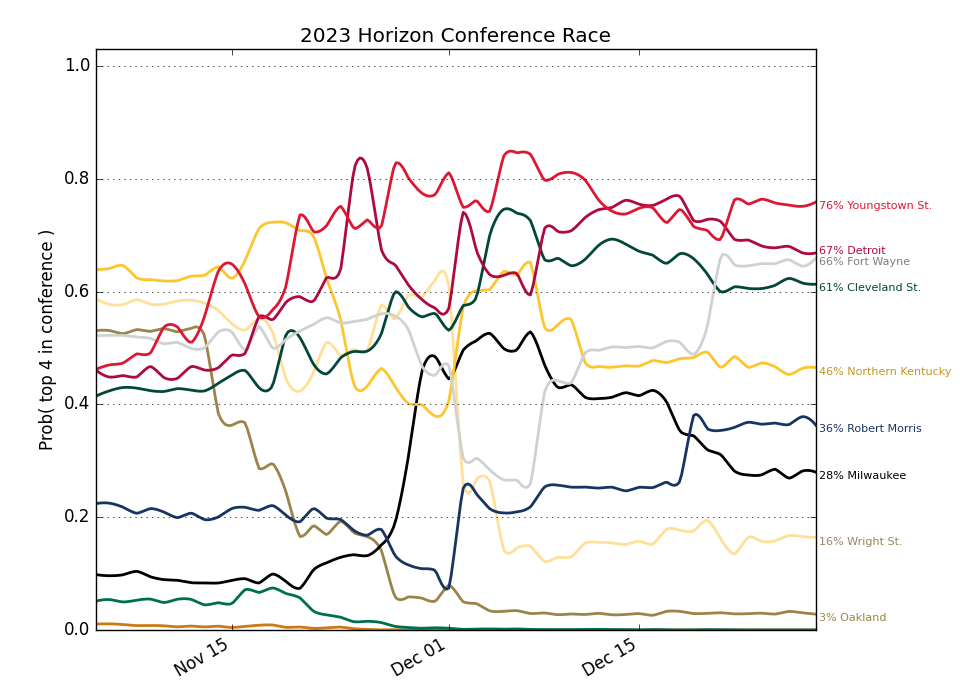 2023 Horizon Conference Race
Prob( top 4 in conference )
1.0
0.8
0.6
0.4
0.2
0.0
Nov 15
Dec 01
Dec 15
76% Youngstown St.
67% Detroit
66% Fort Wayne
61% Cleveland St.
46% Northern Kentucky
36% Robert Morris
28% Milwaukee
16% Wright St.
3% Oakland